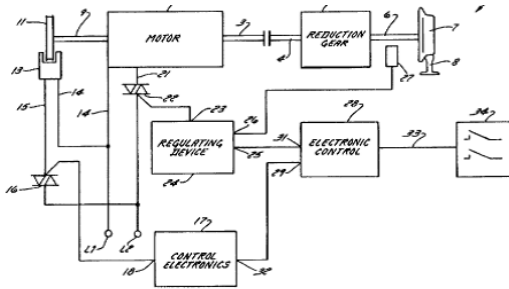 11
9
MOTOR
3
4
REDUCTION
GEAR
6
7
8
13
15
14
14
21
22
23
26
27
REGULATING
DEVICE
25
24
31
28
ELECTRONIC
CONTROL
29
33
34
16
L1
L2
17
CONTROL
ELECTRONICS
18
32